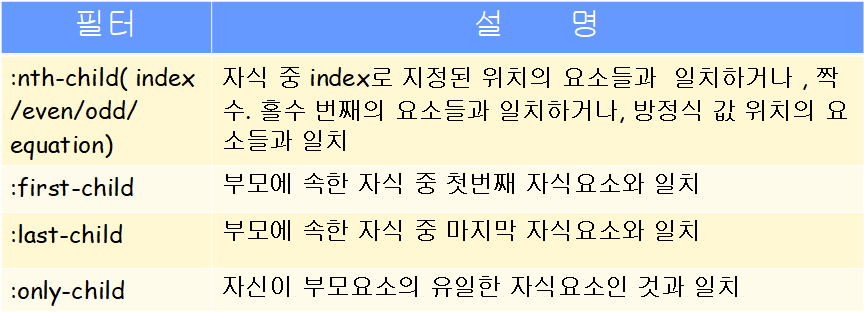 필터
설 명
:nth-child( index
/even/odd/
equation)
자식 중 index로 지정된 위치의 요소들과 일치하거나 , 짝
수. 홀수 번째의 요소들과 일치하거나, 방정식 값 위치의 요
소들과 일치
:first-child
부모에 속한 자식 중 첫번째 자식요소와 일치
:last-child
부모에 속한 자식 중 마지막 자식요소와 일치
:only-child
자신이 부모요소의 유일한 자식요소인 것과 일치